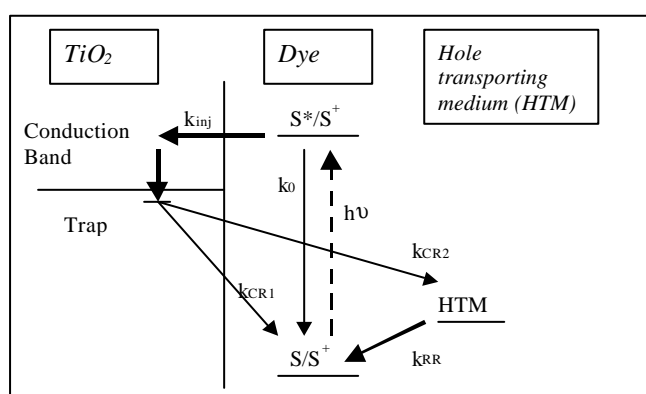 TiO2
Dye
Hole
transporting
medium (HTM)
S*/S+
kinj
Conduction
Band
k0
hυ
Trap
kCR2
kCR1
HTM
S/S+
kRR